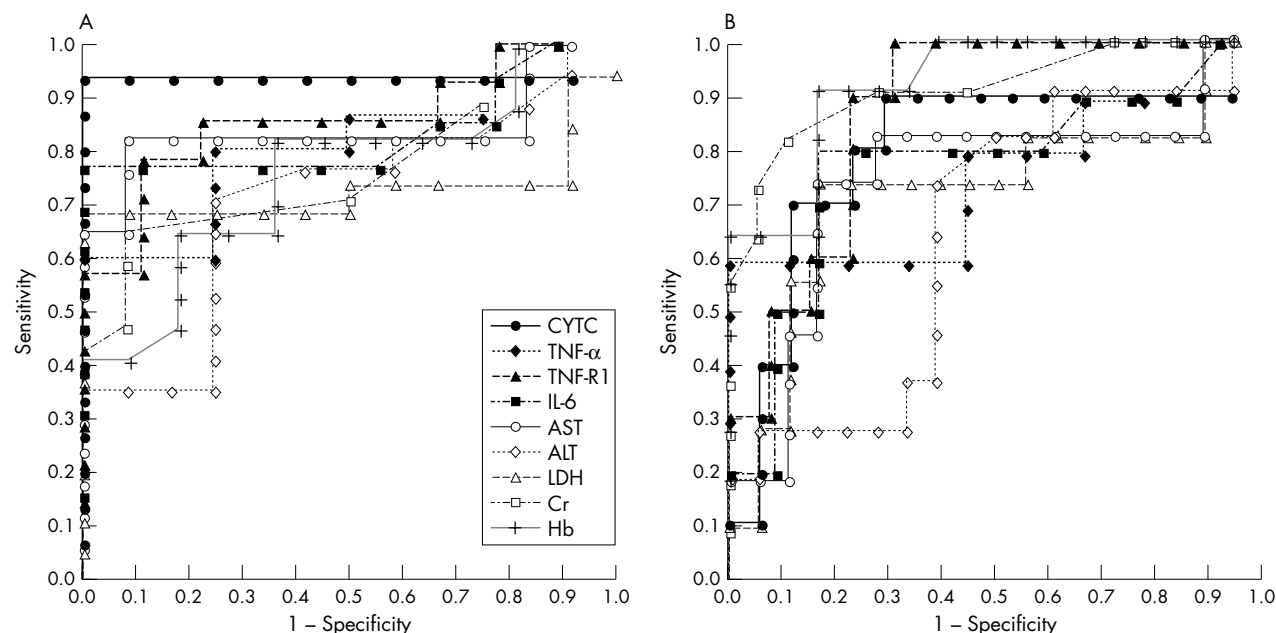 A
1.0
0.9
0.8
0.7
0.6
0.5
0.4
0.3
0.2
0.1
0.0
Sensitivity
0.0 0.1 0.2 0.3 0.4 0.5 0.6 0.7 0.8 0.9 1.0
1 – Specificity
CYTC
TNF-α
TNF-R1
IL-6
AST
ALT
LDH
Cr
Hb
B
1.0
0.9
0.8
0.7
0.6
0.5
0.4
0.3
0.2
0.1
0.0
Sensitivity
0.0 0.1 0.2 0.3 0.4 0.5 0.6 0.7 0.8 0.9 1.0
1 – Specificity